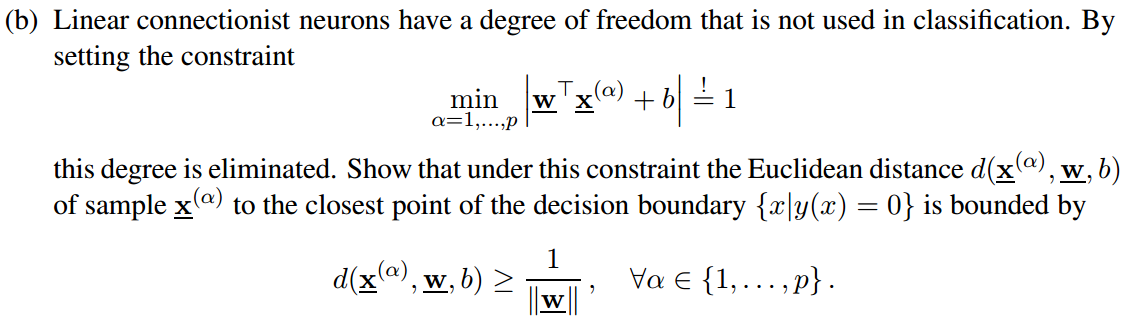 (b) Linear connectionist neurons have a degree of freedom that is not used in classification. By
setting the constraint
min_{α=1,...,p} |w̲^⊤ x̲^{(α)} + b| =^! 1
this degree is eliminated. Show that under this constraint the Euclidean distance d(x̲^{(α)}, w̲, b)
of sample x̲^{(α)} to the closest point of the decision boundary {x|y(x) = 0} is bounded by
d(x̲^{(α)}, w̲, b) ≥ 1/‖w̲‖ , ∀α ∈ {1, . . . , p} .